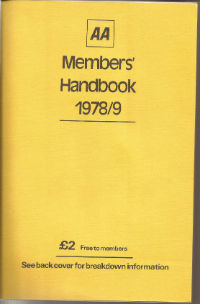 AA
Members'
Handbook
1978/9
£2 Free to members
See back cover for breakdown information